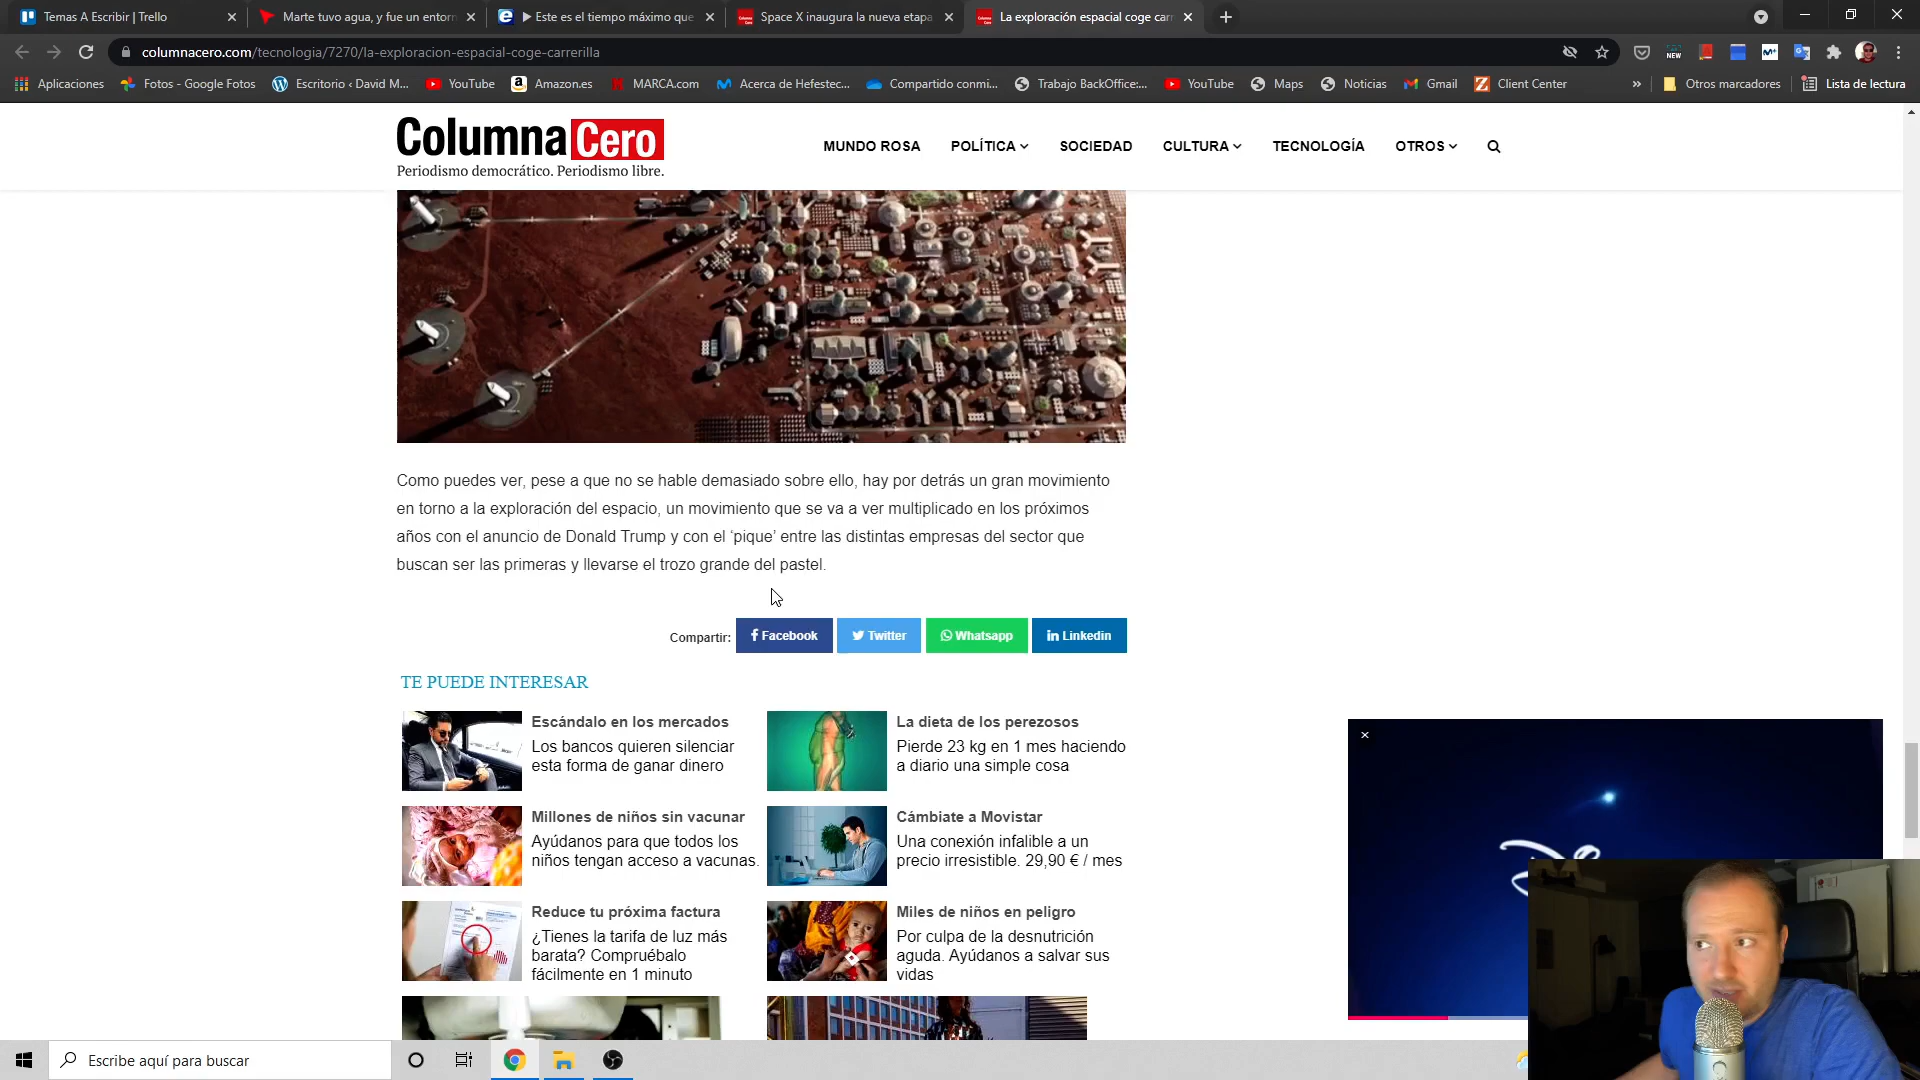 Temas A Escribir | Trello
Marte tuvo agua, y fue un entorn
▶ Este es el tiempo máximo que
Space X inaugura la nueva etapa
La exploración espacial coge carr
columnacero.com/tecnologia/7270/la-exploracion-espacial-coge-carrerilla
NEW
Aplicaciones
Fotos - Google Fotos
Escritorio ‹ David M...
YouTube
Amazon.es
MARCA.com
Acerca de Hefestec...
Compartido conmi...
Trabajo BackOffice:...
YouTube
Maps
Noticias
Gmail
Client Center
»
Otros marcadores
Lista de lectura
Columna Cero
Periodismo democrático. Periodismo libre.
MUNDO ROSA
POLÍTICA
SOCIEDAD
CULTURA
TECNOLOGÍA
OTROS
Como puedes ver, pese a que no se hable demasiado sobre ello, hay por detrás un gran movimiento
en torno a la exploración del espacio, un movimiento que se va a ver multiplicado en los próximos
años con el anuncio de Donald Trump y con el ‘pique’ entre las distintas empresas del sector que
buscan ser las primeras y llevarse el trozo grande del pastel.
Compartir:
Facebook
Twitter
Whatsapp
Linkedin
TE PUEDE INTERESAR
Escándalo en los mercados
Los bancos quieren silenciar
esta forma de ganar dinero
La dieta de los perezosos
Pierde 23 kg en 1 mes haciendo
a diario una simple cosa
Millones de niños sin vacunar
Ayúdanos para que todos los
niños tengan acceso a vacunas.
Cámbiate a Movistar
Una conexión infalible a un
precio irresistible. 29,90 € / mes
Reduce tu próxima factura
¿Tienes la tarifa de luz más
barata? Compruébalo
fácilmente en 1 minuto
Miles de niños en peligro
Por culpa de la desnutrición
aguda. Ayúdanos a salvar sus
vidas
Escribe aquí para buscar